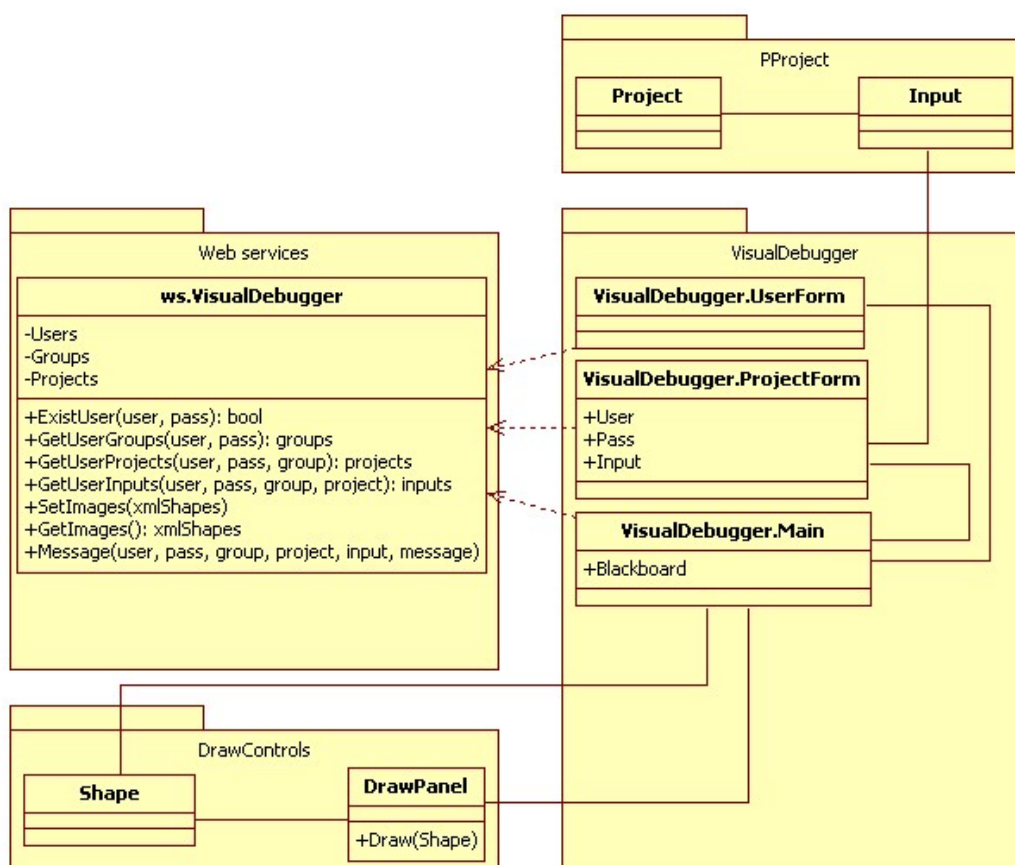 PProject
Project
Input
Web services
ws.VisualDebugger
-Users
-Groups
-Projects
+ExistUser(user, pass): bool
+GetUserGroups(user, pass): groups
+GetUserProjects(user, pass, group): projects
+GetUserInputs(user, pass, group, project): inputs
+SetImages(xmlShapes)
+GetImages(): xmlShapes
+Message(user, pass, group, project, input, message)
VisualDebugger
VisualDebugger.UserForm
VisualDebugger.ProjectForm
+User
+Pass
+Input
VisualDebugger.Main
+Blackboard
DrawControls
Shape
DrawPanel
+Draw(Shape)